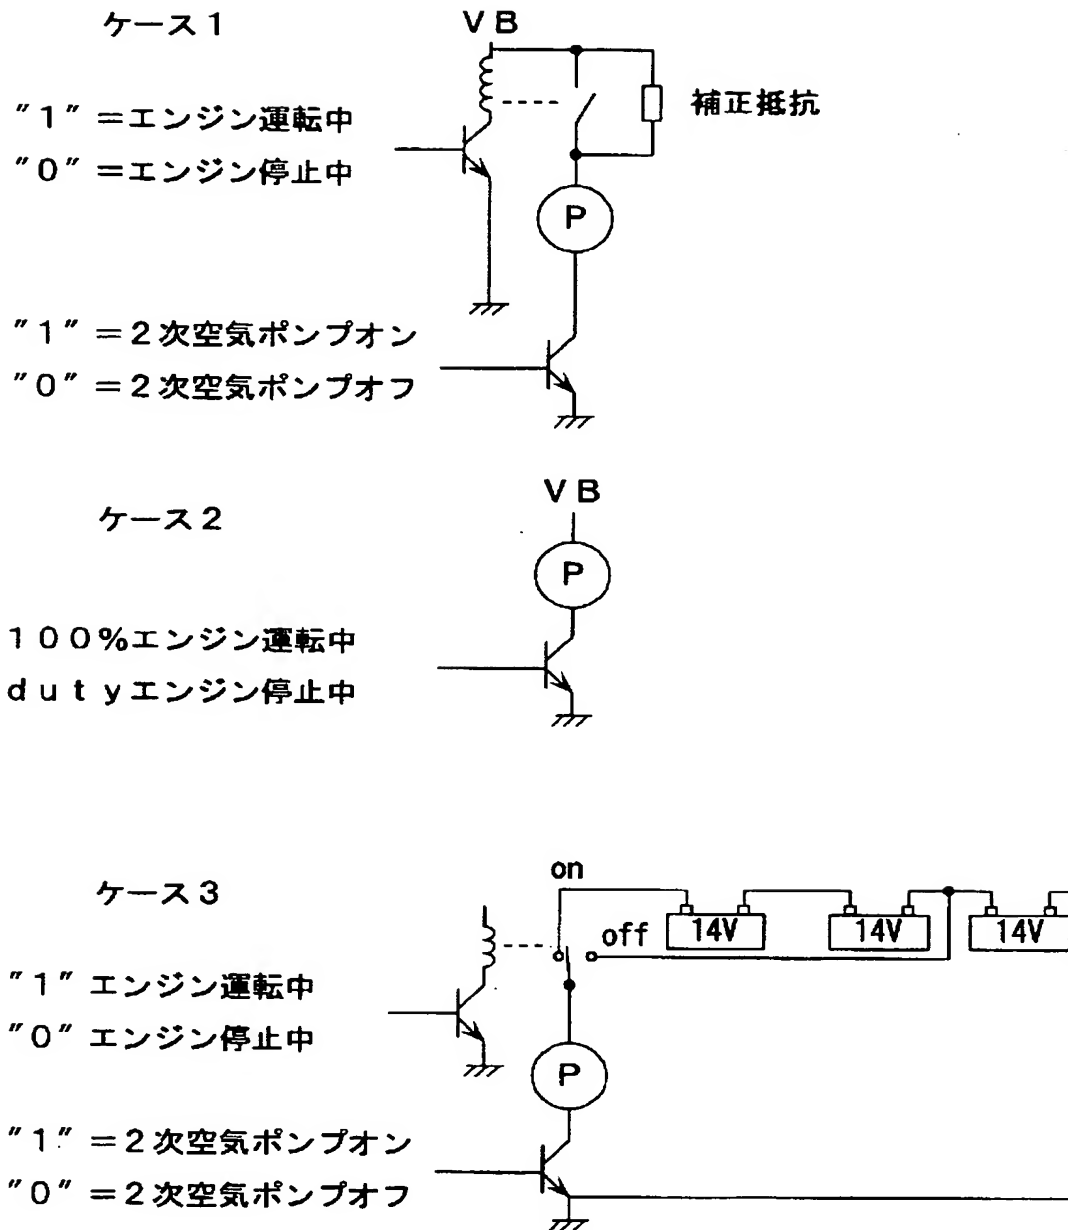 ケース1
VB
"1"=エンジン運転中
"0"=エンジン停止中
補正抵抗
P
"1"=2次空気ポンプオン
"0"=2次空気ポンプオフ
ケース2
VB
P
100%エンジン運転中
dutyエンジン停止中
ケース3
on
off
14V
14V
14V
"1"エンジン運転中
"0"エンジン停止中
P
"1"=2次空気ポンプオン
"0"=2次空気ポンプオフ